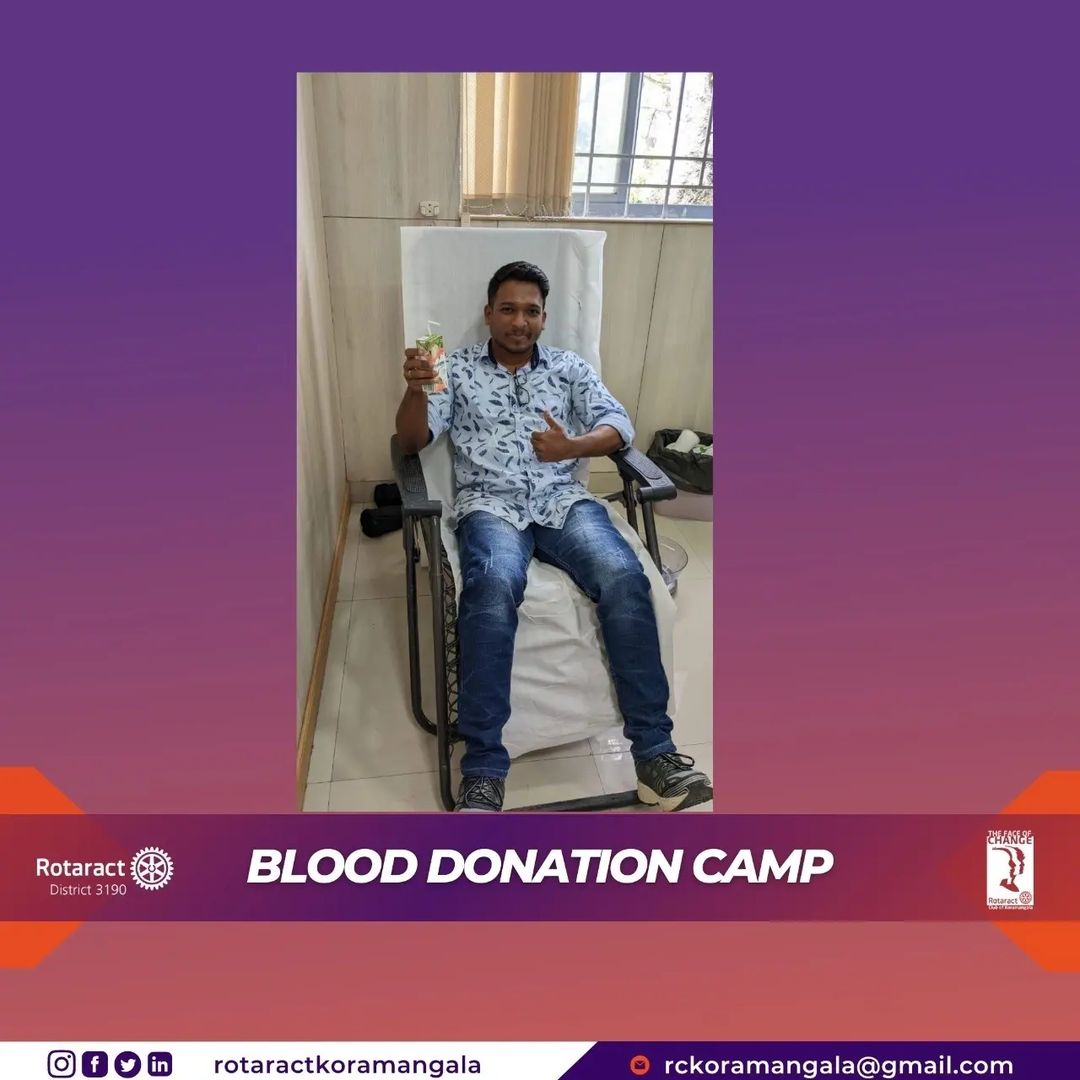 Rotaract
District 3190
BLOOD DONATION CAMP
THE FACE OF
CHANGE
Rotaract
Club of Koramangala
rotaractkoramangala
rckoramangala@gmail.com